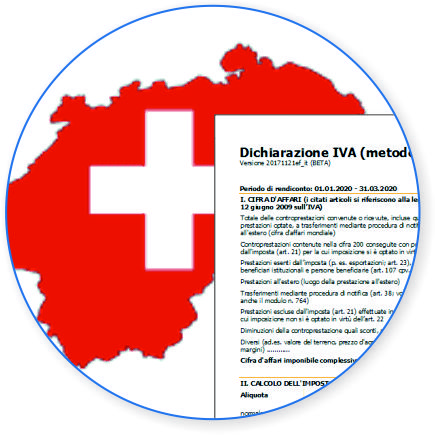 Dichiarazione IVA (metodo
Versione 20171121ef_it (BETA)
Periodo di rendiconto: 01.01.2020 - 31.03.2020
I. CIFRA D'AFFARI (i citati articoli si riferiscono alla le
12 giugno 2009 sull'IVA)
Totale delle controprestazioni convenute o ricevute, incluse qu
prestazioni optate, a trasferimenti mediante procedura di notif
all'estero (cifra d'affari mondiale)
Controprestazioni contenute nella cifra 200 conseguite con pr
dall'imposta (art. 21) per la cui imposizione si è optato in virt
Prestazioni esenti dall'imposta (p. es. esportazioni; art. 23),
beneficiari istituzionali e persone beneficiarie (art. 107 cpv.
Prestazioni all'estero (luogo della prestazione all'estero)
Trasferimenti mediante procedura di notifica (art. 38; vo
anche il modulo n. 764)
Prestazioni escluse dall'imposta (art. 21) effettuate in
cui imposizione non si è optato in virtù dell'art. 22
Diminuzioni della controprestazione quali sconti,
Diversi (ad.es. valore del terreno, prezzo d'acq
margini) ............
Cifra d'affari imponibile complessiv
II. CALCOLO DELL'IMPOST
Aliquota